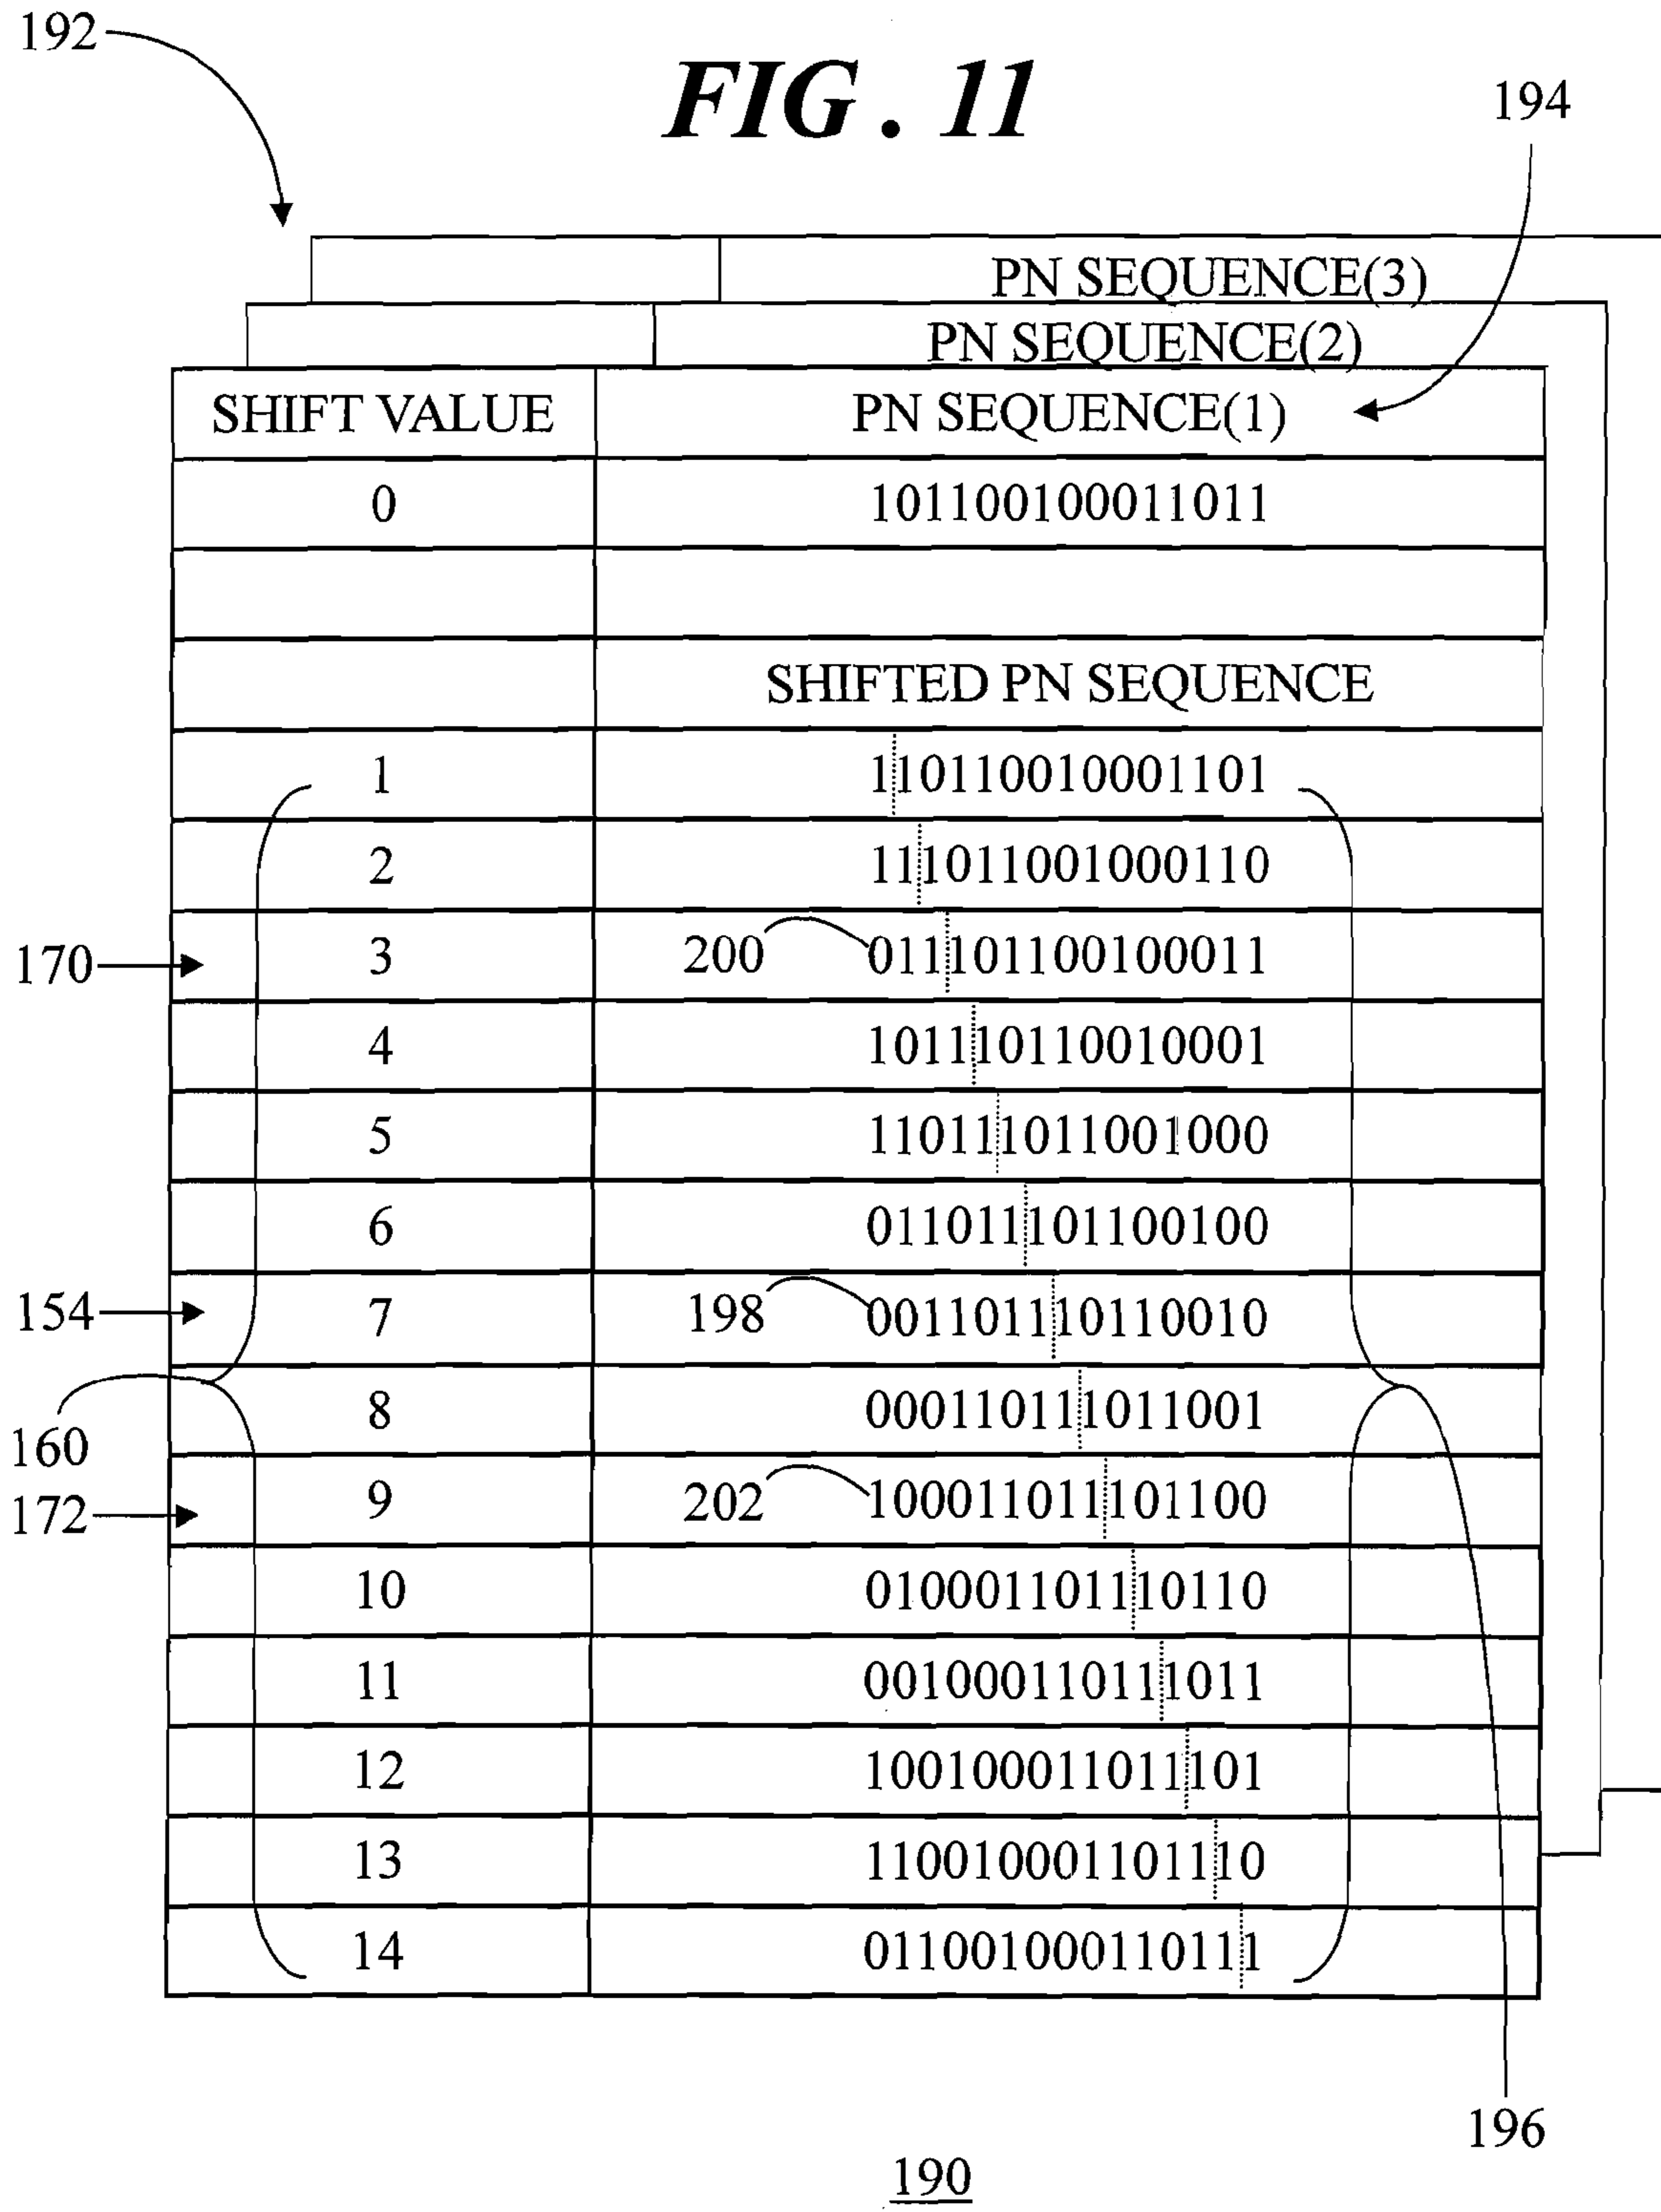 192
FIG. 11
194
PN SEQUENCE(3)
PN SEQUENCE(2)
SHIFT VALUE PN SEQUENCE(1)
0 101100100011011
SHIFTED PN SEQUENCE
1 110110010001101
2 111011001000110
170 3 200 011101100100011
4 101110110010001
5 110111011001000
6 011011101100100
154 7 198 001101110110010
8 000110111011001
160
172 9 202 100011011101100
10 010001101110110
11 001000110111011
12 100100011011101
13 110010001101110
14 011001000110111
196
190